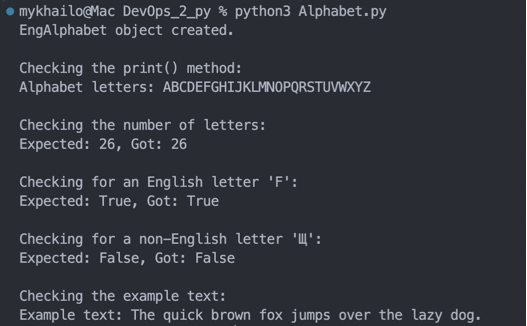 mykhailo@Mac DevOps_2_py % python3 Alphabet.py
EngAlphabet object created.
Checking the print() method:
Alphabet letters: ABCDEFGHIJKLMNOPQRSTUVWXYZ
Checking the number of letters:
Expected: 26, Got: 26
Checking for an English letter 'F':
Expected: True, Got: True
Checking for a non-English letter 'Щ':
Expected: False, Got: False
Checking the example text:
Example text: The quick brown fox jumps over the lazy dog.